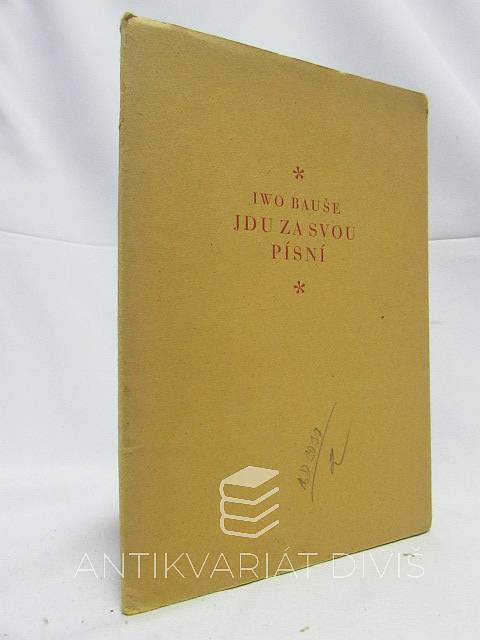 *
IWO BAUŠE
JDU ZA SVOU
PÍSNÍ
*
ANTIKVARIÁT DIVIŠ